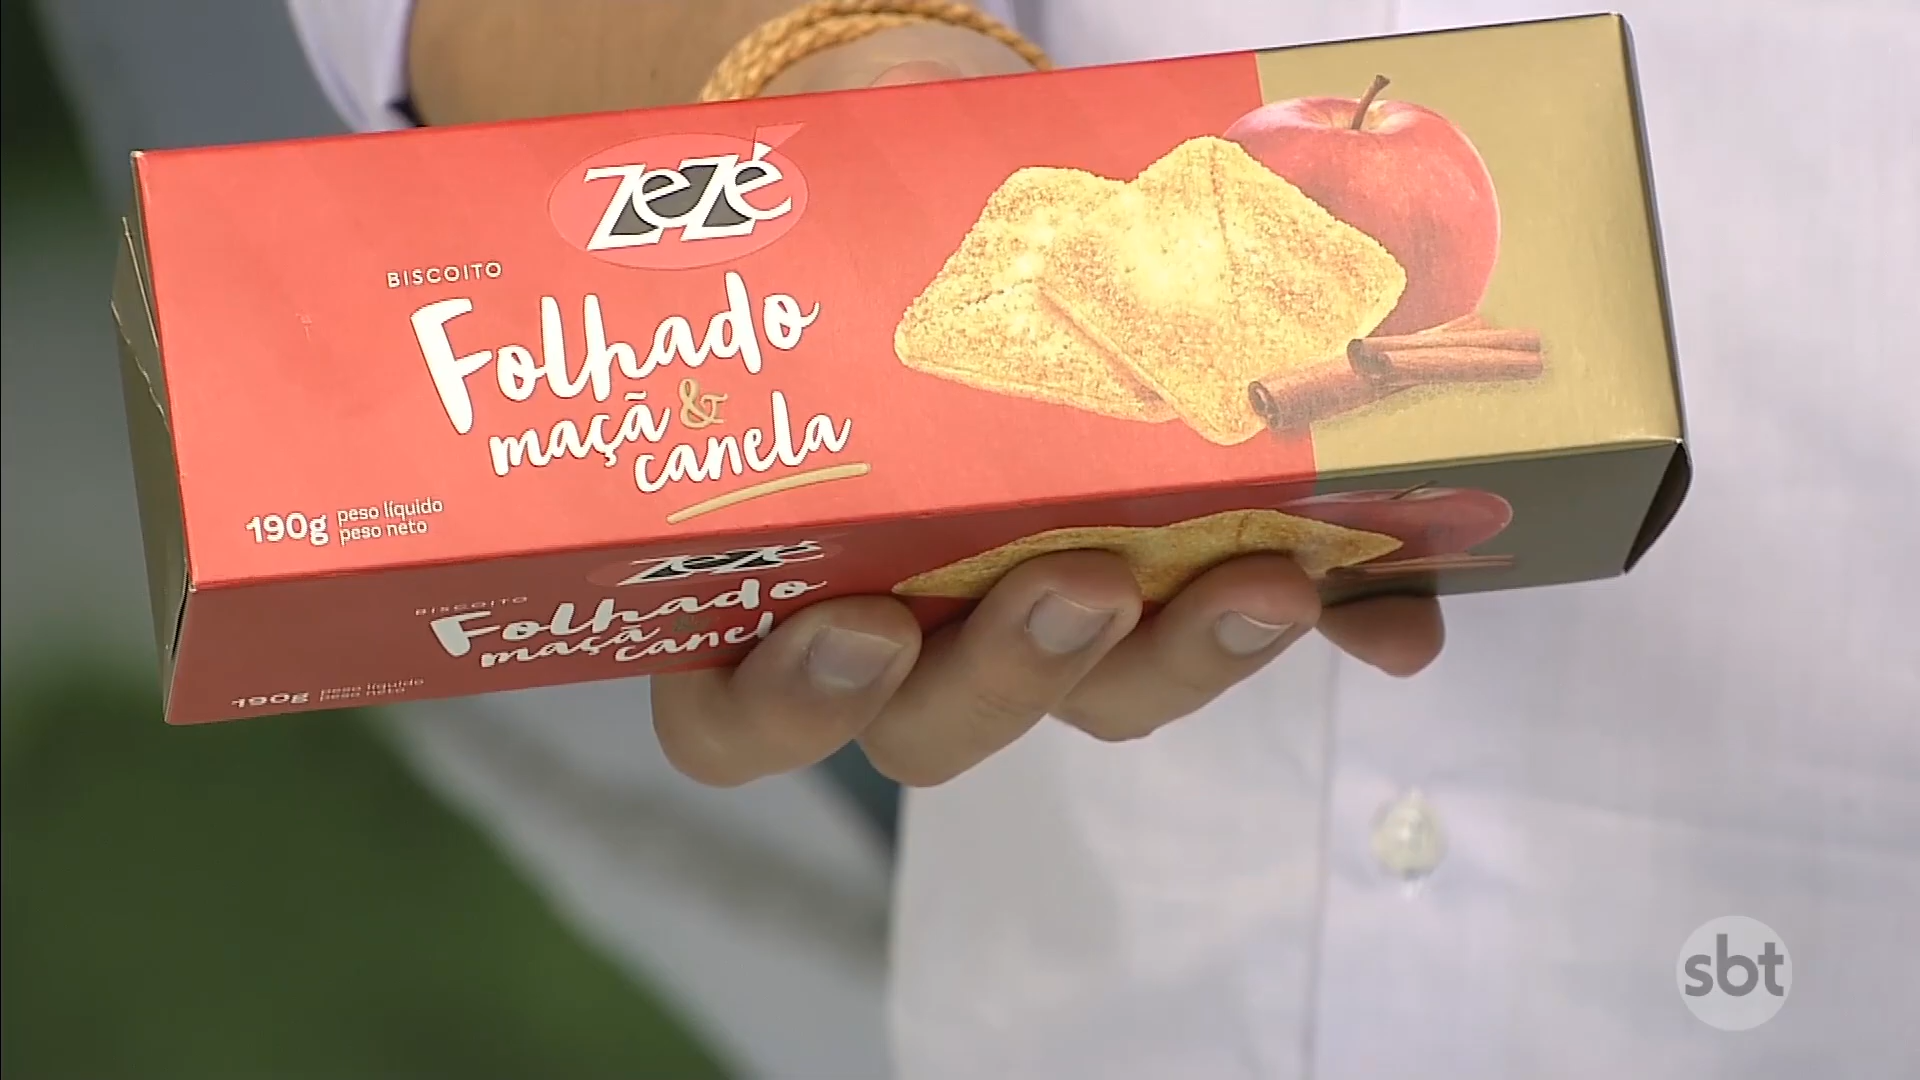 ZeZé
BISCOITO
Folhado
maçã &
canela
190g peso líquido
peso neto
ZeZé
BISCOITO
Folhado
maçã &
canel
190g peso líquido
peso neto
sbt